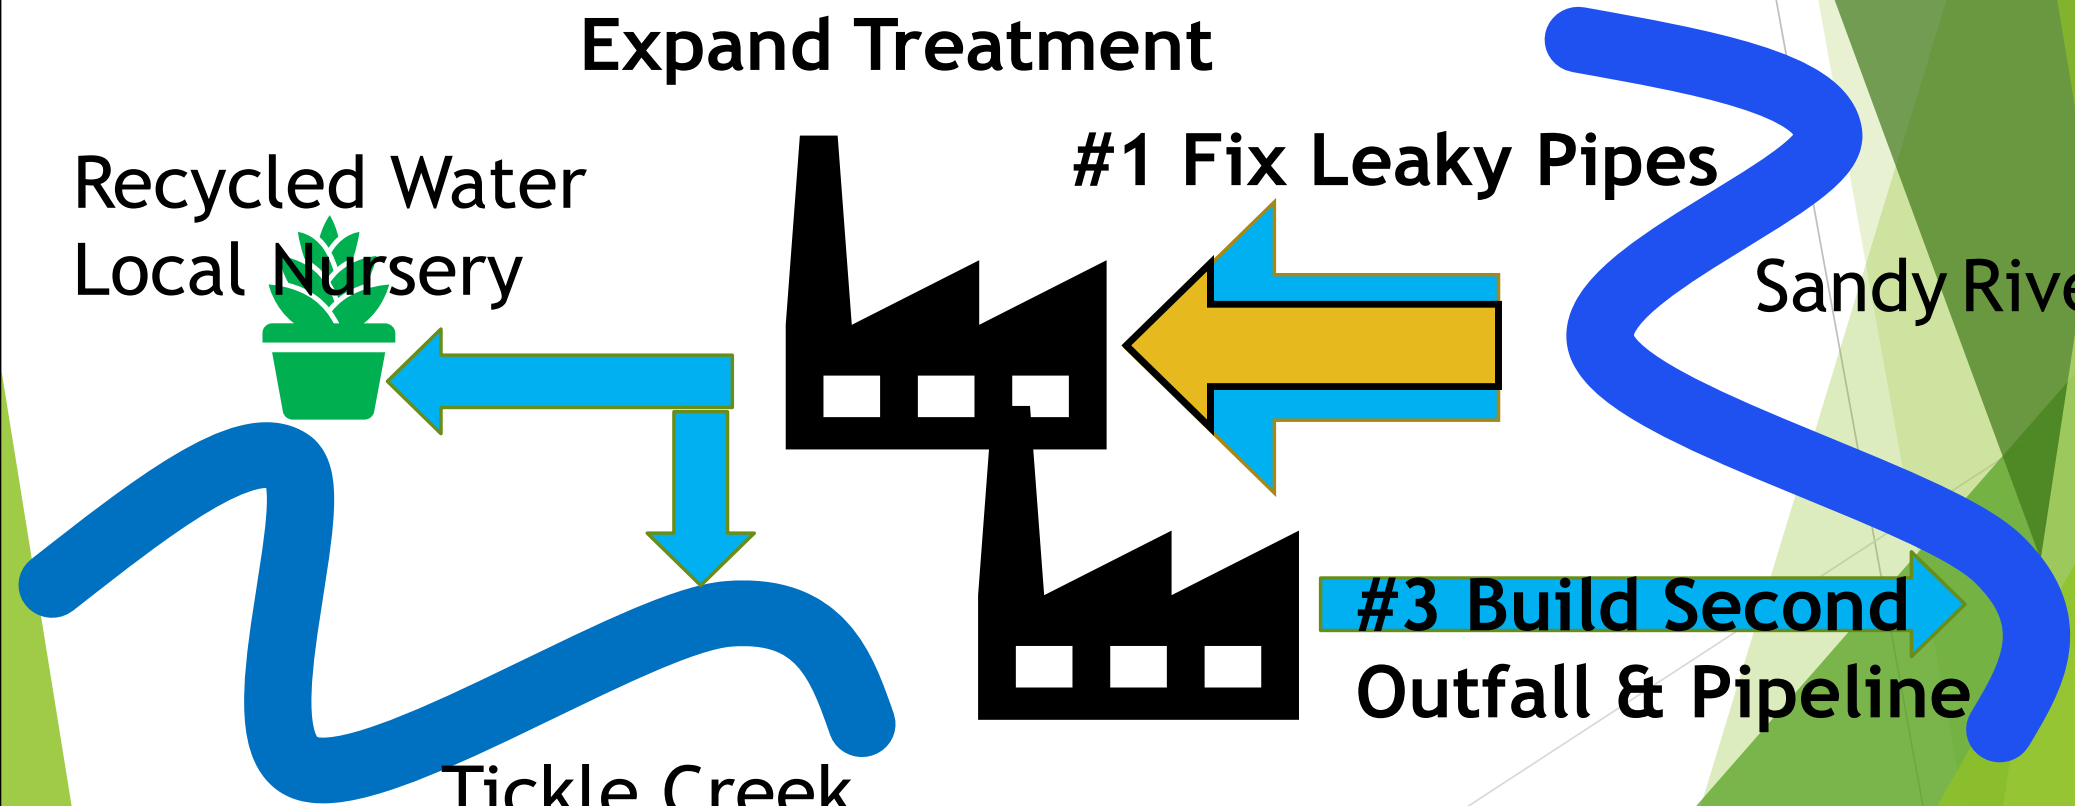 Expand Treatment
#1 Fix Leaky Pipes
Recycled Water
Local Nursery
Sandy Rive
#3 Build Second
Outfall & Pipeline
Tickle Creek